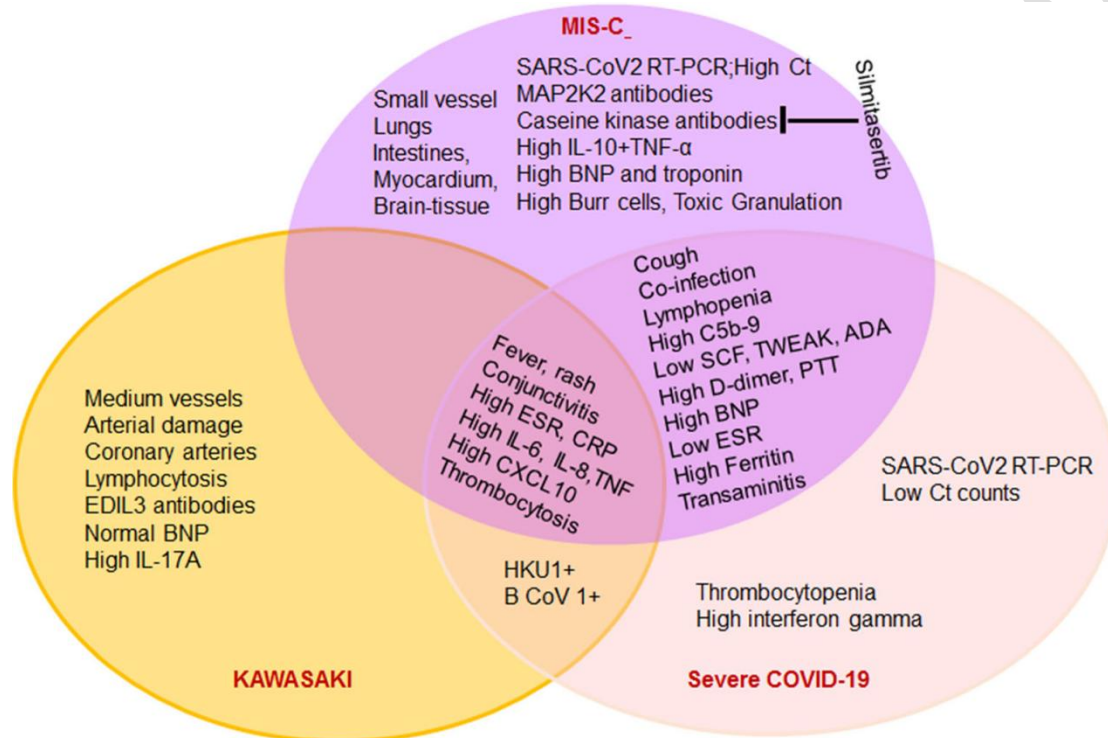 MIS-C_
Small vessel
Lungs
Intestines,
Myocardium,
Brain-tissue
SARS-CoV2 RT-PCR;High Ct
MAP2K2 antibodies
Caseine kinase antibodies
High IL-10+TNF-α
High BNP and troponin
High Burr cells, Toxic Granulation
Silmitasertib
Cough
Co-infection
Lymphopenia
High C5b-9
Low SCF, TWEAK, ADA
High D-dimer, PTT
High BNP
Low ESR
High Ferritin
Transaminitis
Fever, rash
Conjunctivitis
High ESR, CRP
High IL-6, IL-8,TNF
High CXCL10
Thrombocytosis
Medium vessels
Arterial damage
Coronary arteries
Lymphocytosis
EDIL3 antibodies
Normal BNP
High IL-17A
SARS-CoV2 RT-PCR
Low Ct counts
HKU1+
B CoV 1+
Thrombocytopenia
High interferon gamma
KAWASAKI
Severe COVID-19